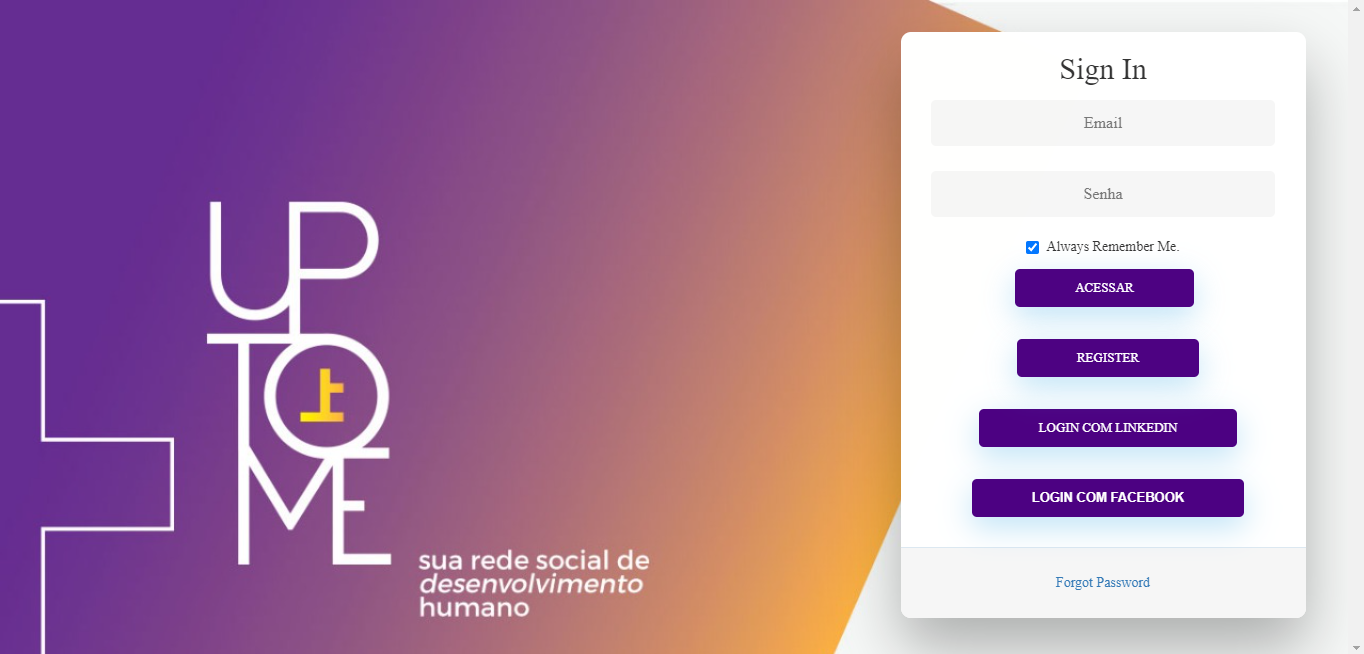 UP
TO
ME
sua rede social de
desenvolvimento
humano
Sign In
Email
Senha
Always Remember Me.
ACESSAR
REGISTER
LOGIN COM LINKEDIN
LOGIN COM FACEBOOK
Forgot Password